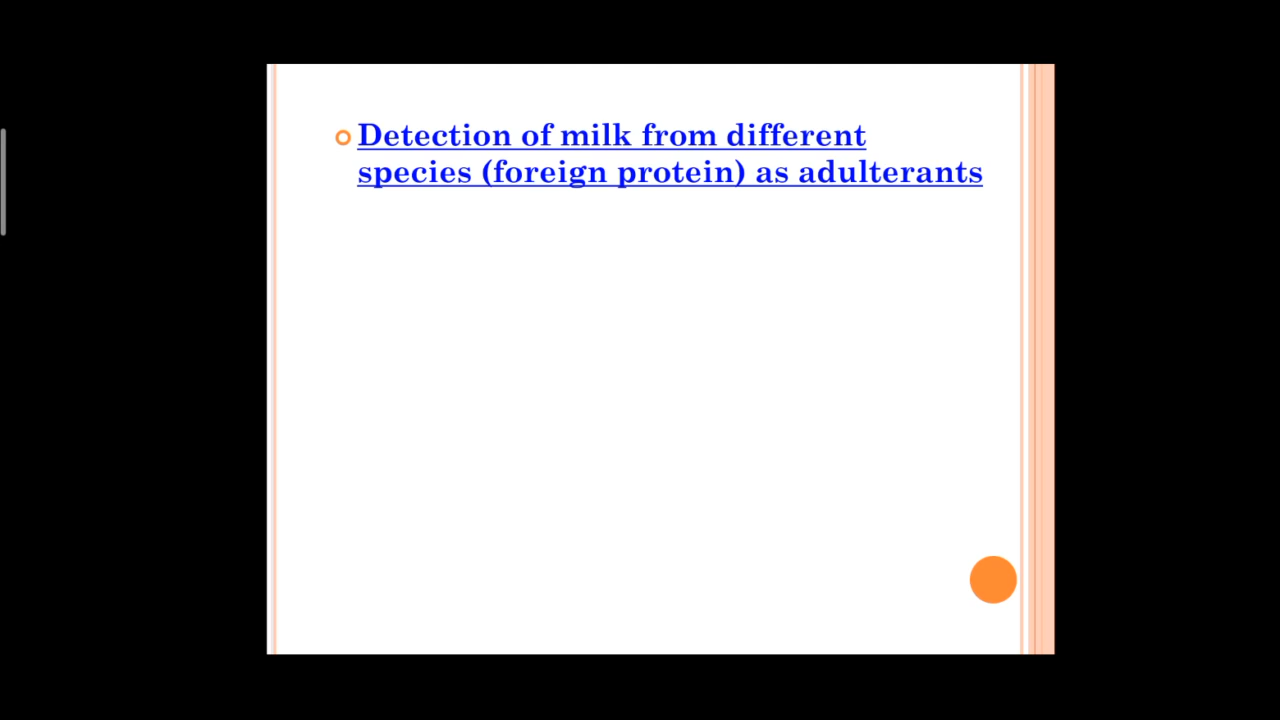 Detection of milk from different
species (foreign protein) as adulterants